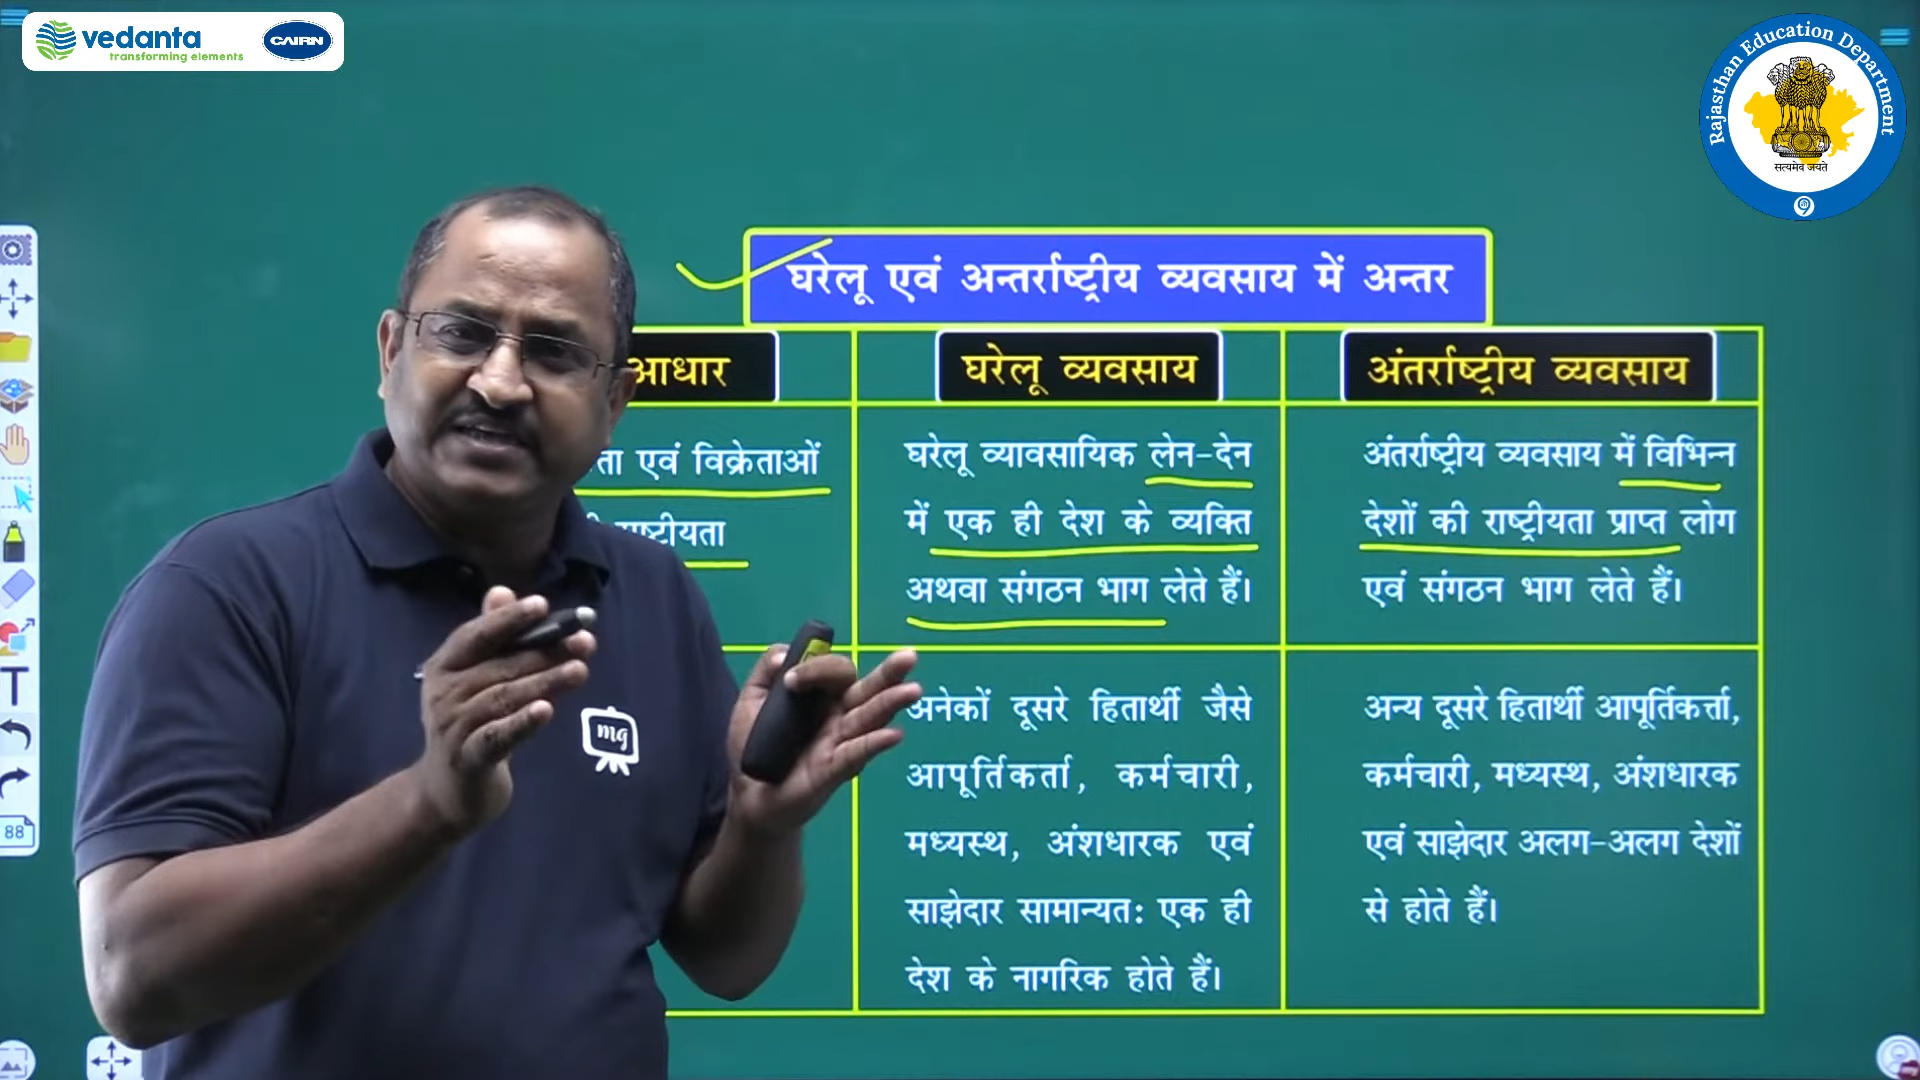 vedanta
transforming elements
CAIRN
Rajasthan Education Department
सत्यमेव जयते
घरेलू एवं अन्तर्राष्ट्रीय व्यवसाय में अन्तर
आधार
घरेलू व्यवसाय
अंतर्राष्ट्रीय व्यवसाय
एवं विक्रेताओं
घरेलू व्यावसायिक लेन-देन
में एक ही देश के व्यक्ति
अथवा संगठन भाग लेते हैं।
अंतर्राष्ट्रीय व्यवसाय में विभिन्न
देशों की राष्ट्रीयता प्राप्त लोग
एवं संगठन भाग लेते हैं।
अनेकों दूसरे हितार्थी जैसे
आपूर्तिकर्ता, कर्मचारी,
मध्यस्थ, अंशधारक एवं
साझेदार सामान्यत: एक ही
देश के नागरिक होते हैं।
अन्य दूसरे हितार्थी आपूर्तिकर्त्ता,
कर्मचारी, मध्यस्थ, अंशधारक
एवं साझेदार अलग-अलग देशों
से होते हैं।
mg
T
88